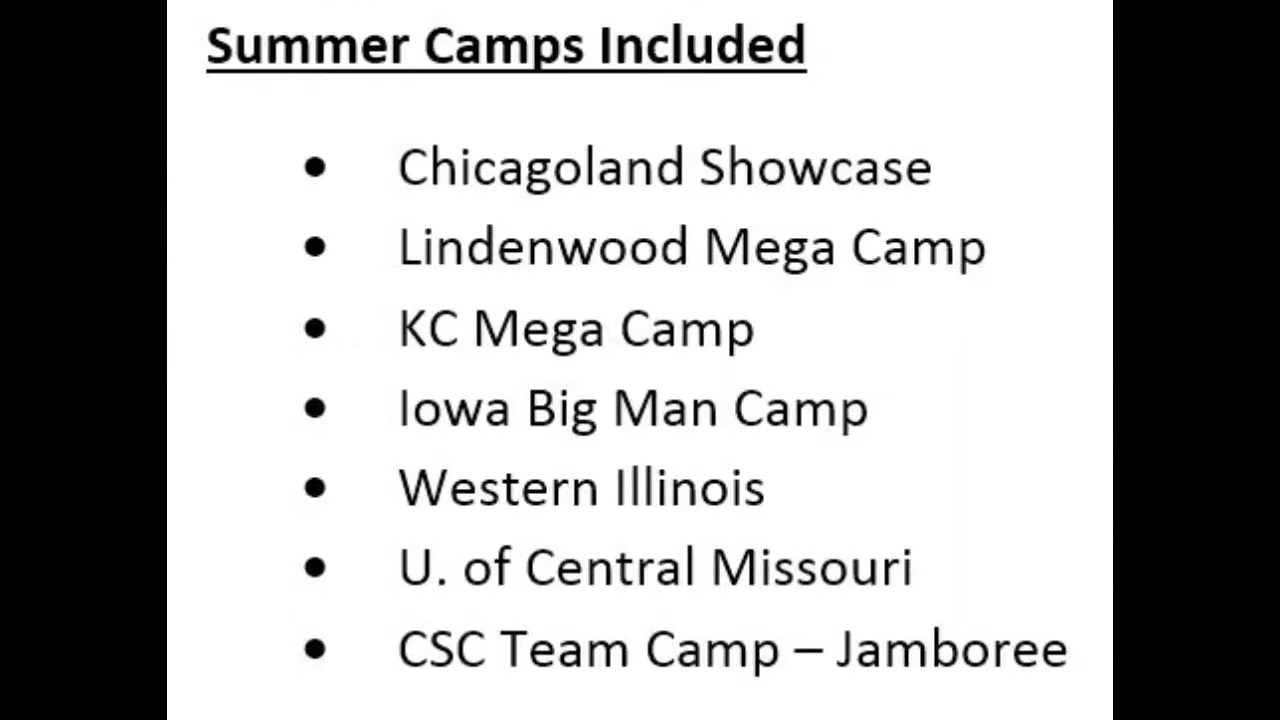 Summer Camps Included
• Chicagoland Showcase
• Lindenwood Mega Camp
• KC Mega Camp
• Iowa Big Man Camp
• Western Illinois
• U. of Central Missouri
• CSC Team Camp – Jamboree